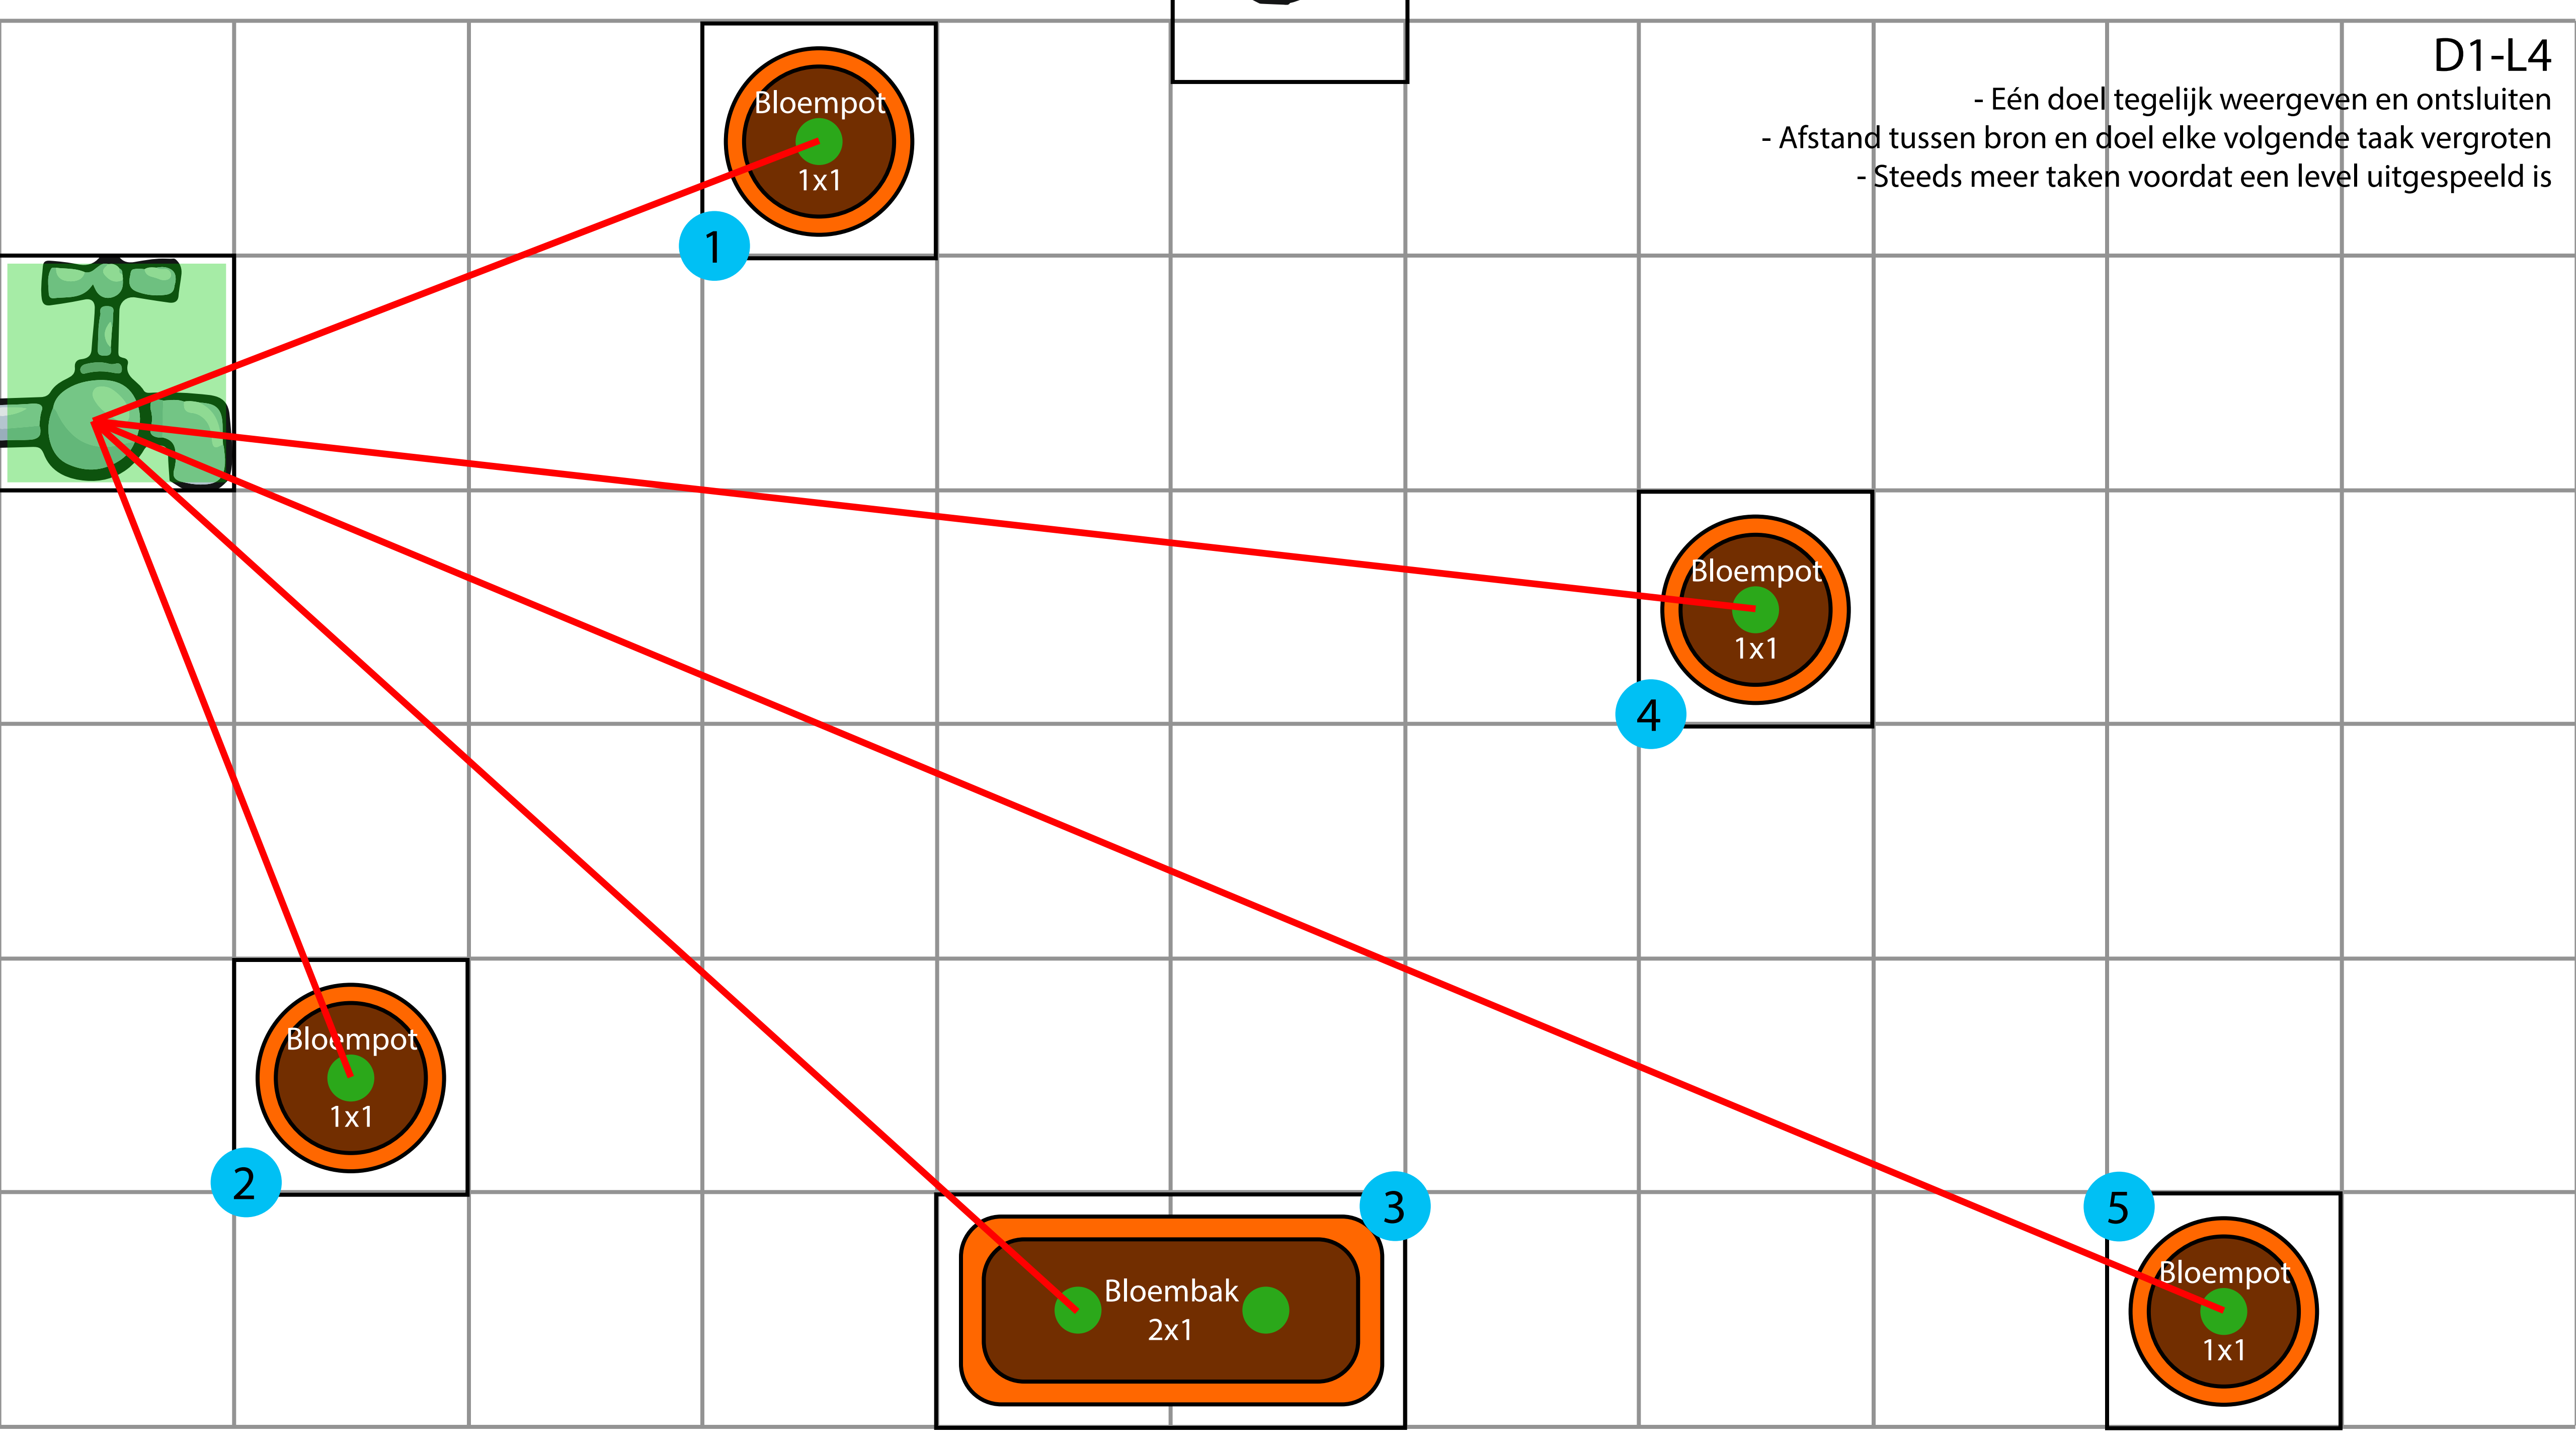 D1-L4
- Eén doel tegelijk weergeven en ontsluiten
- Afstand tussen bron en doel elke volgende taak vergroten
- Steeds meer taken voordat een level uitgespeeld is
Bloempot
1x1
1
Bloempot
1x1
4
Bloempot
1x1
2
3
Bloembak
2x1
5
Bloempot
1x1